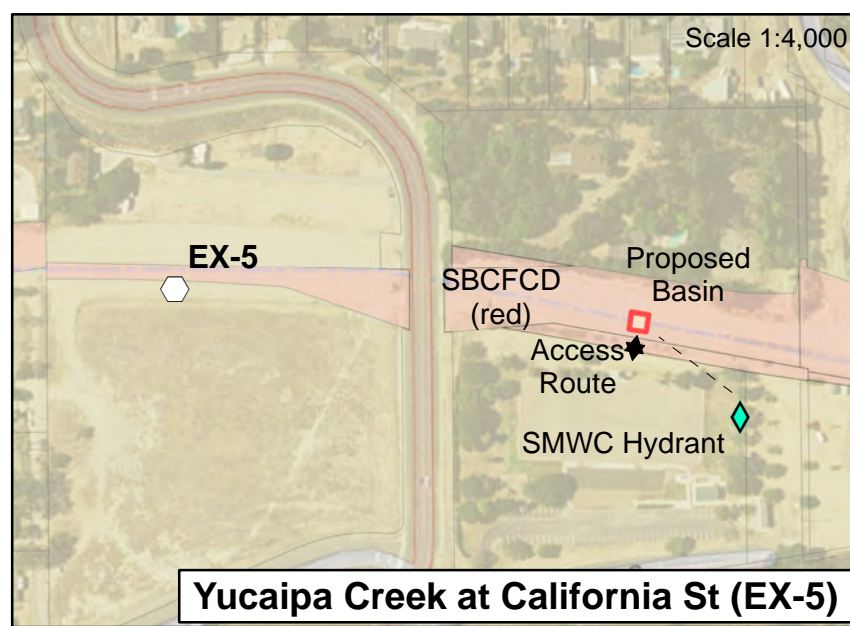 Scale 1:4,000
EX-5
SBCFCD
(red)
Proposed
Basin
Access
Route
SMWC Hydrant
Yucaipa Creek at California St (EX-5)